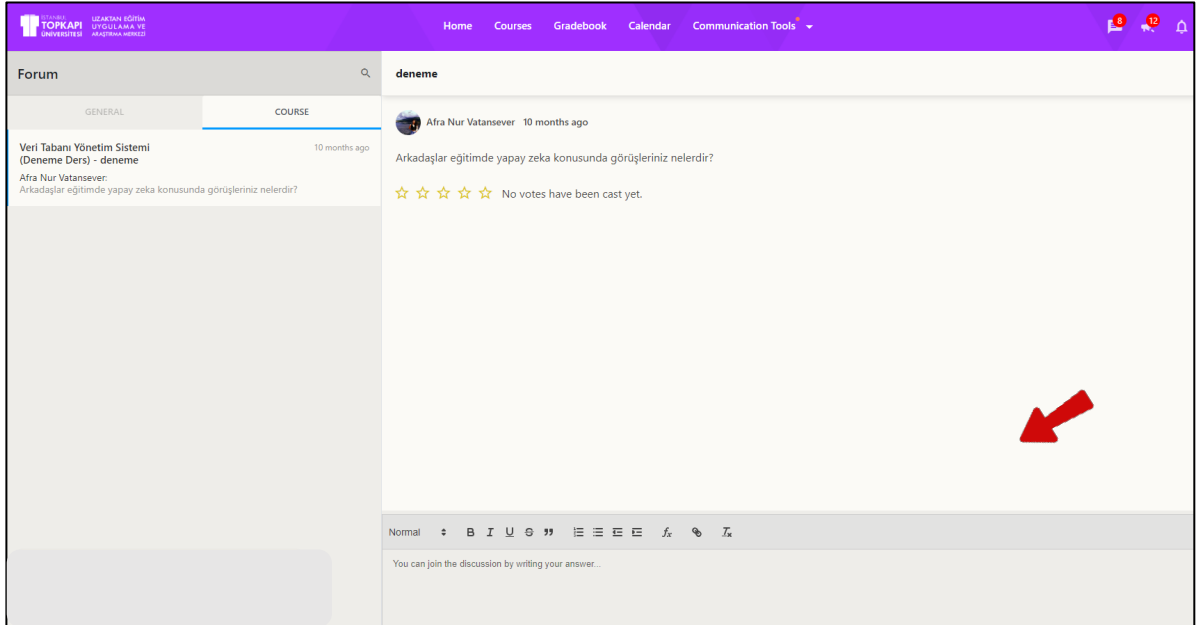 İSTANBUL
TOPKAPI
ÜNİVERSİTESİ
UZAKTAN EĞİTİM
UYGULAMA VE
ARAŞTIRMA MERKEZİ
Home Courses Gradebook Calendar Communication Tools
8 12
Forum
GENERAL COURSE
Veri Tabanı Yönetim Sistemi 10 months ago
(Deneme Ders) - deneme
Afra Nur Vatansever:
Arkadaşlar eğitimde yapay zeka konusunda görüşleriniz nelerdir?
deneme
Afra Nur Vatansever 10 months ago
Arkadaşlar eğitimde yapay zeka konusunda görüşleriniz nelerdir?
No votes have been cast yet.
Normal B I U S fx Tx
You can join the discussion by writing your answer...